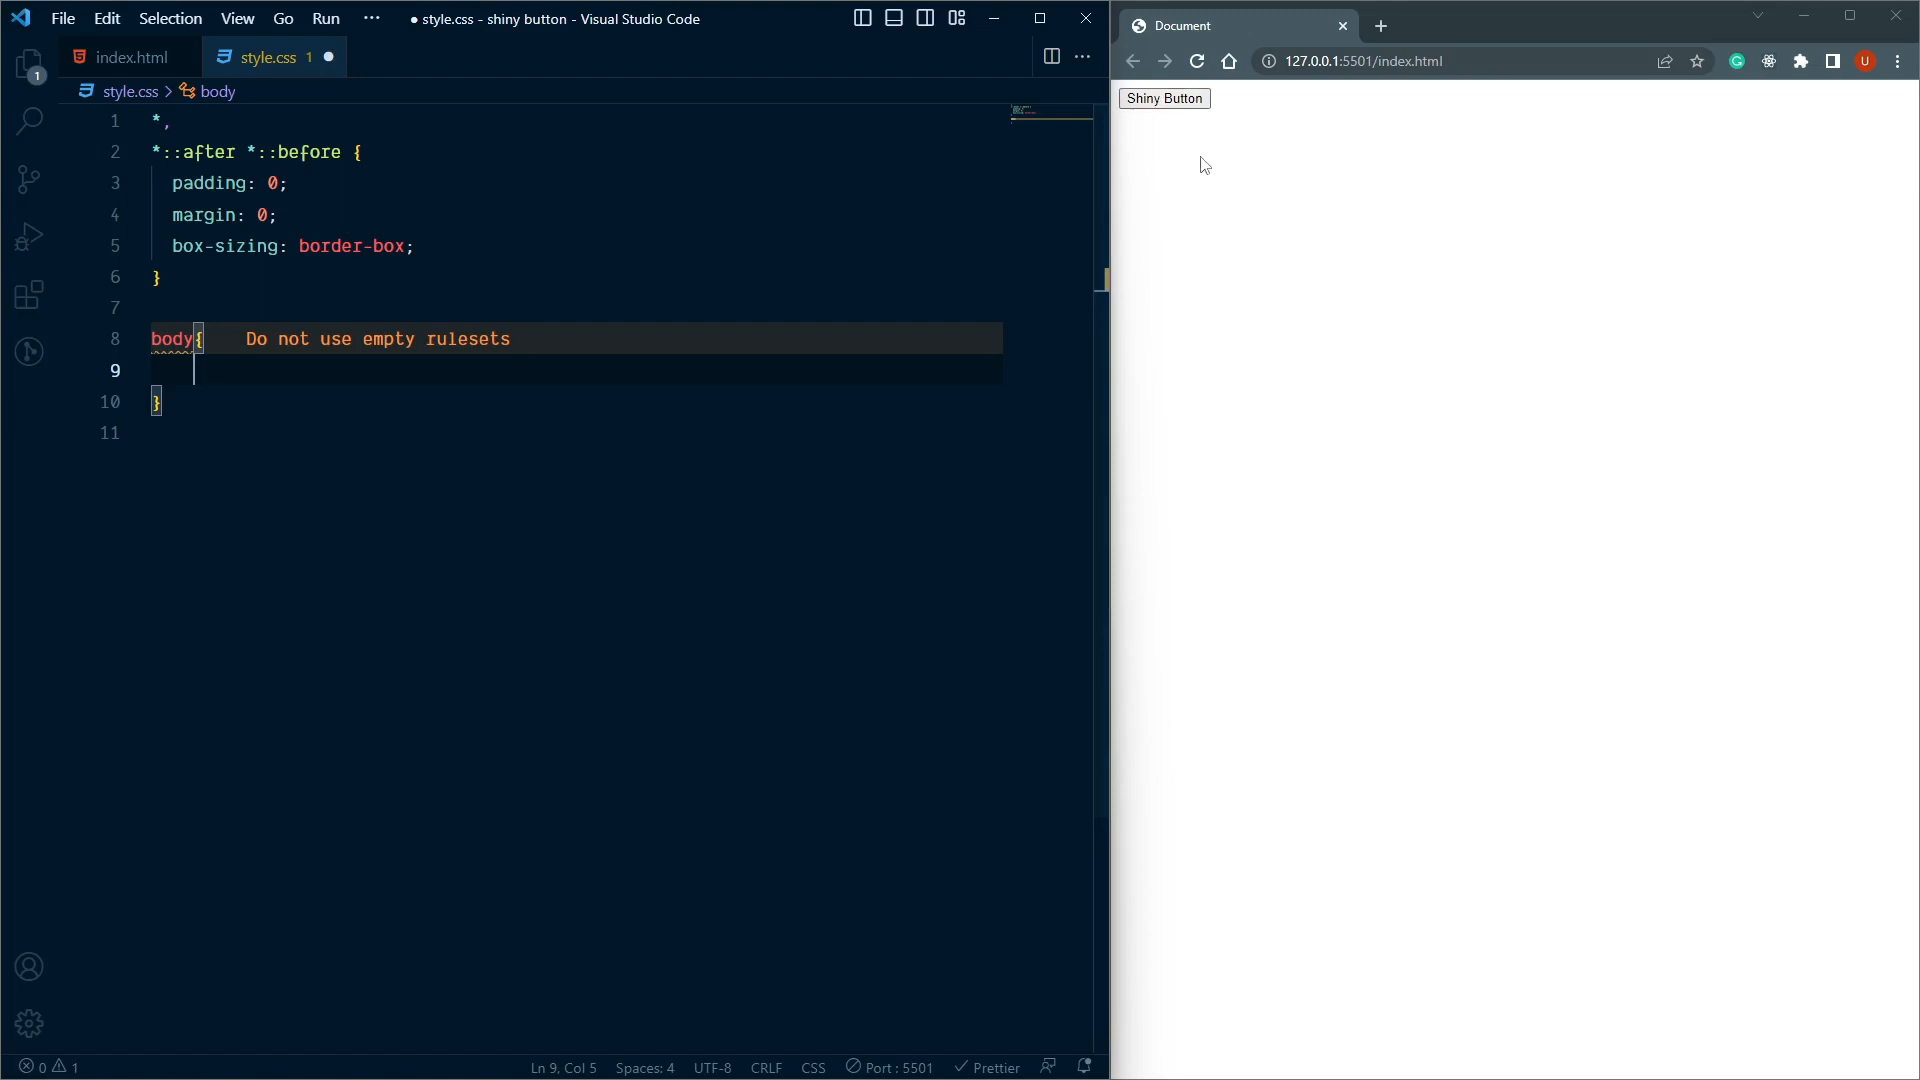 File Edit Selection View Go Run ··· ● style.css - shiny button - Visual Studio Code
1
index.html
style.css 1 ●
style.css > body
1 *,
2 *::after *::before {
3 padding: 0;
4 margin: 0;
5 box-sizing: border-box;
6 }
7
8 body{ Do not use empty rulesets
9
10 }
11
0 1 Ln 9, Col 5 Spaces: 4 UTF-8 CRLF CSS Port : 5501 Prettier
Document
127.0.0.1:5501/index.html
G
U
Shiny Button